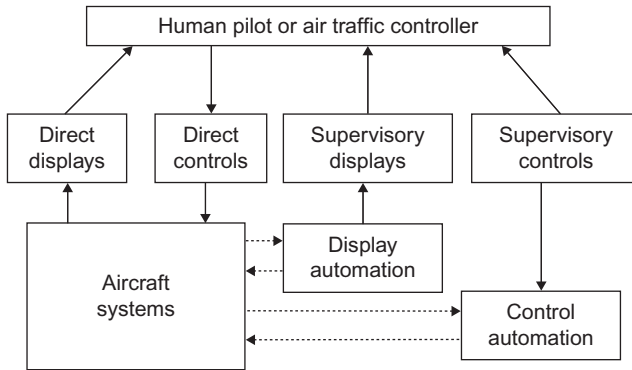 Human pilot or air traffic controller
Direct
displays
Direct
controls
Supervisory
displays
Supervisory
controls
Display
automation
Aircraft
systems
Control
automation